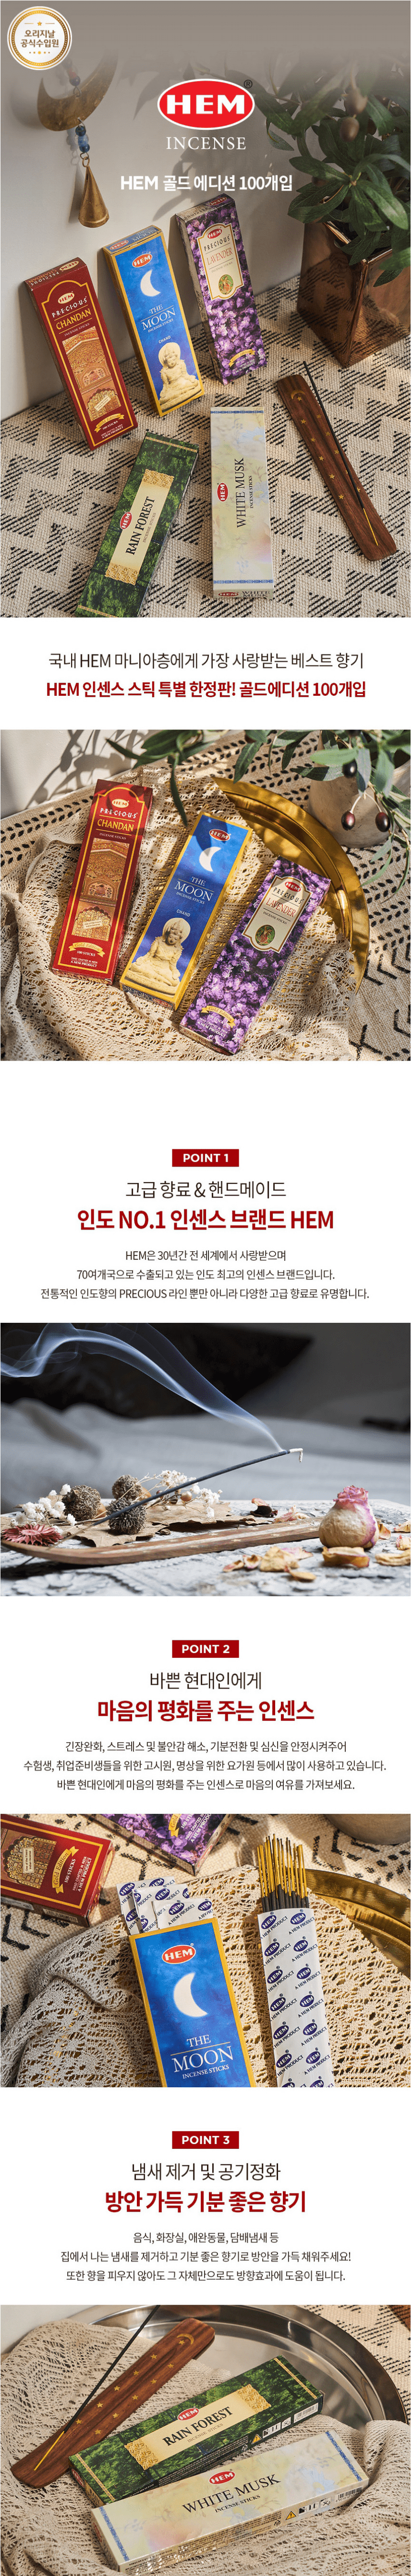 오리지날
공식수입원
HEM
INCENSE
HEM 골드 에디션 100개입
HEM
PRECIOUS
CHANDAN
HEM
THE
MOON
INCENSE STICKS
CHAND
HEM
PRECIOUS
LAVENDER
HEM
RAIN FOREST
HEM
WHITE MUSK
INCENSE STICKS
국내 HEM 마니아층에게 가장 사랑받는 베스트 향기
HEM 인센스 스틱 특별 한정판! 골드에디션 100개입
HEM
PRECIOUS
CHANDAN
HEM
THE
MOON
INCENSE STICKS
CHAND
LAVENDER
POINT 1
고급 향료 & 핸드메이드
인도 NO.1 인센스 브랜드 HEM
HEM은 30년간 전 세계에서 사랑받으며
70여개국으로 수출되고 있는 인도 최고의 인센스 브랜드입니다.
전통적인 인도향의 PRECIOUS 라인 뿐만 아니라 다양한 고급 향료로 유명합니다.
POINT 2
바쁜 현대인에게
마음의 평화를 주는 인센스
긴장완화, 스트레스 및 불안감 해소, 기분전환 및 심신을 안정시켜주어
수험생, 취업준비생들을 위한 고시원, 명상을 위한 요가원 등에서 많이 사용하고 있습니다.
바쁜 현대인에게 마음의 평화를 주는 인센스로 마음의 여유를 가져보세요.
HEM
THE
MOON
INCENSE STICKS
HEM
A HEM PRODUCT
POINT 3
냄새 제거 및 공기정화
방안 가득 기분 좋은 향기
음식, 화장실, 애완동물, 담배냄새 등
집에서 나는 냄새를 제거하고 기분 좋은 향기로 방안을 가득 채워주세요!
또한 향을 피우지 않아도 그 자체만으로도 방향효과에 도움이 됩니다.
HEM
RAIN FOREST
HEM
WHITE MUSK
INCENSE STICKS